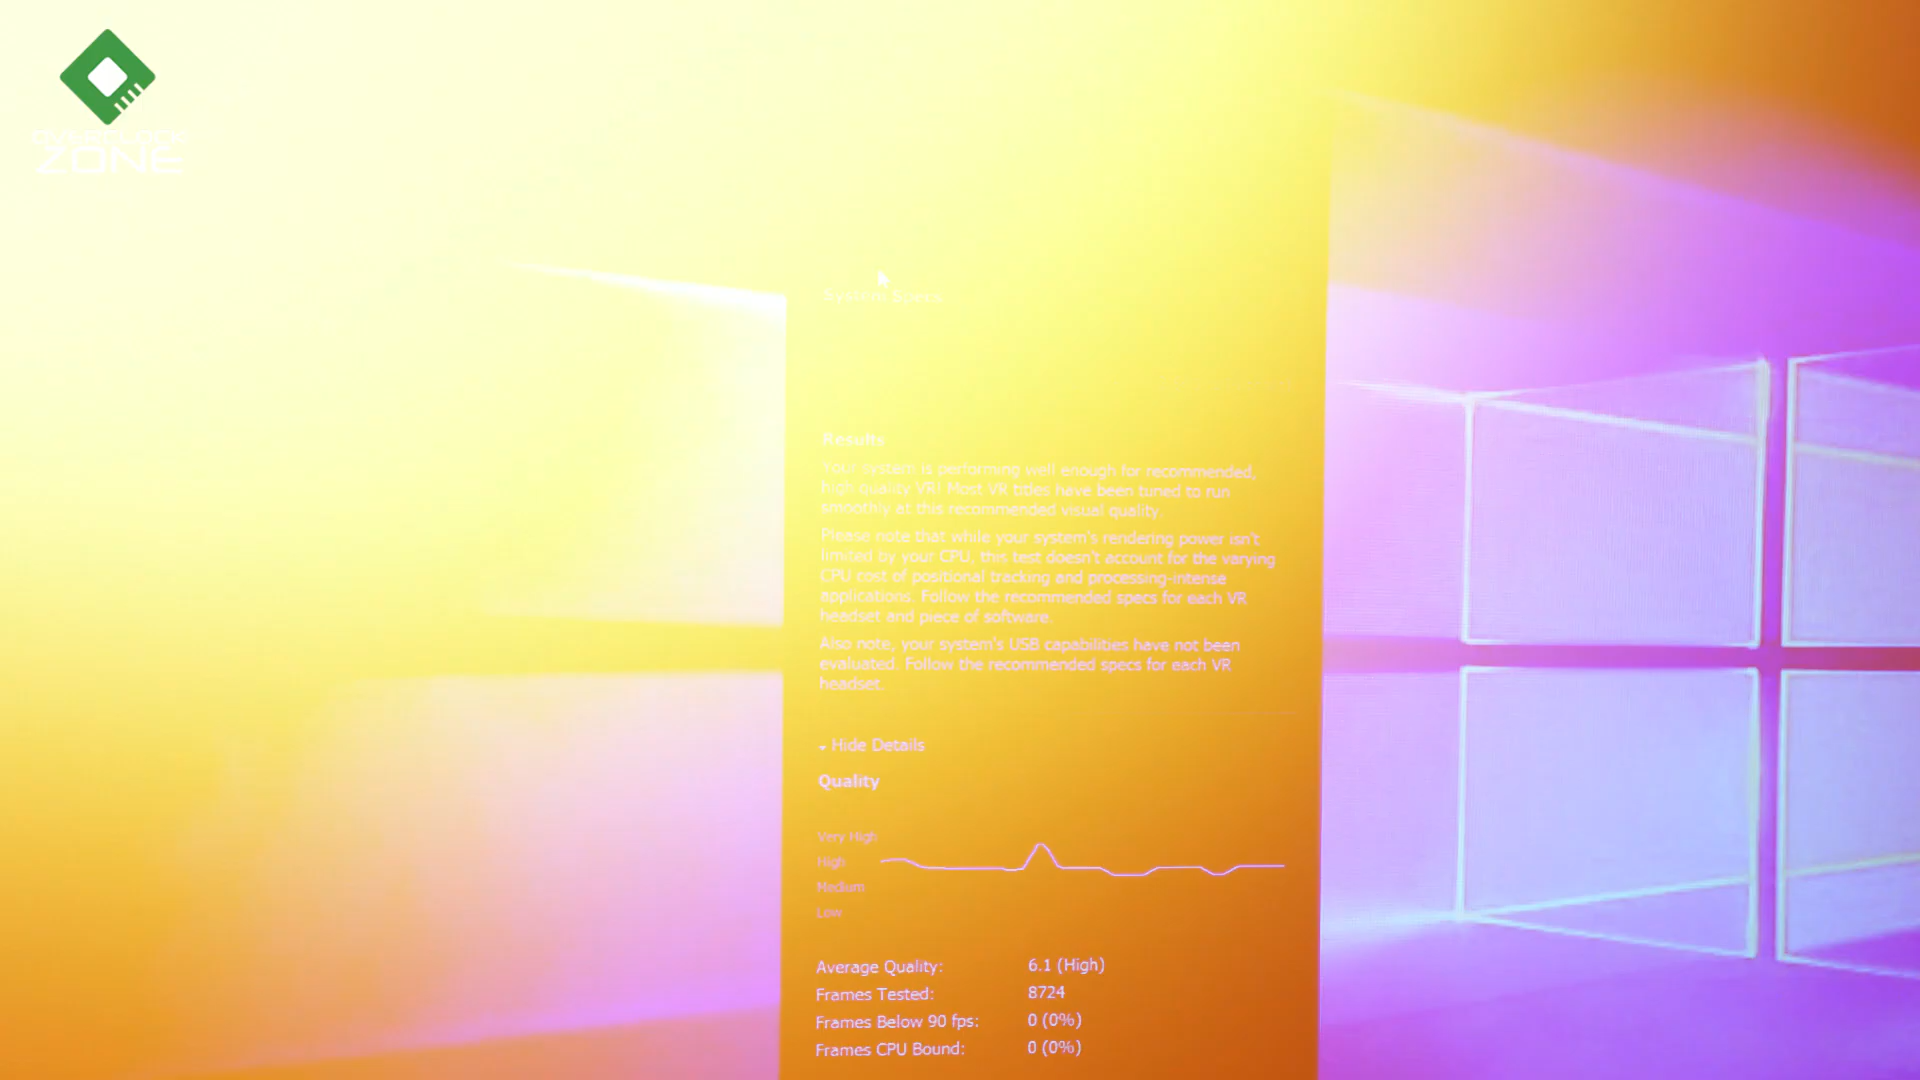 OVERCLOCK
ZONE
System Specs
Results
Your system is performing well enough for recommended,
high quality VR! Most VR titles have been tuned to run
smoothly at this recommended visual quality.
Please note that while your system's rendering power isn't
limited by your CPU, this test doesn't account for the varying
CPU cost of positional tracking and processing-intense
applications. Follow the recommended specs for each VR
headset and piece of software.
Also note, your system's USB capabilities have not been
evaluated. Follow the recommended specs for each VR
headset.
Hide Details
Quality
Very High
High
Medium
Low
Average Quality: 6.1 (High)
Frames Tested: 8724
Frames Below 90 fps: 0 (0%)
Frames CPU Bound: 0 (0%)